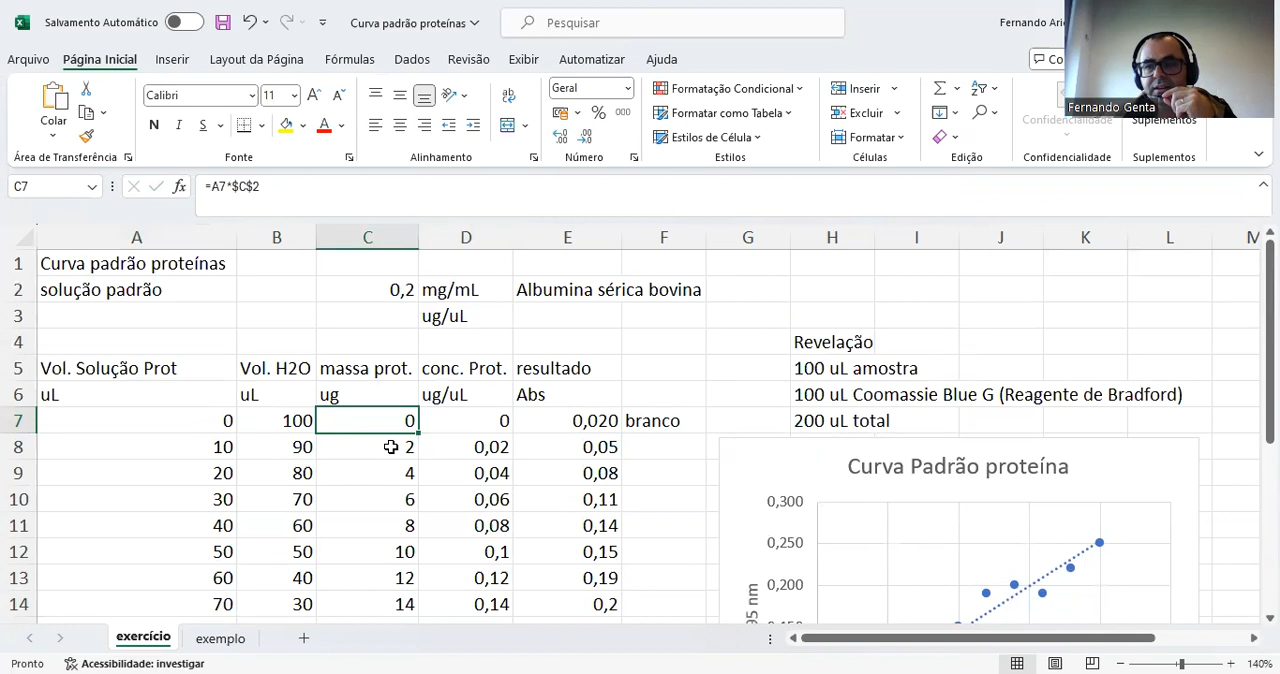 Salvamento Automático
Curva padrão proteínas
Pesquisar
Fernando Ari
Arquivo Página Inicial Inserir Layout da Página Fórmulas Dados Revisão Exibir Automatizar Ajuda
Co
Fernando Genta
Colar
Calibri 11
N I S
Geral
% 000
Formatação Condicional
Formatar como Tabela
Estilos de Célula
Inserir
Excluir
Formatar
Confidencialidade
Suplementos
Área de Transferência Fonte Alinhamento Número Estilos Células Edição Confidencialidade Suplementos
C7 fx =A7*$C$2
A B C D E F G H I J K L M
1 Curva padrão proteínas
2 solução padrão 0,2 mg/mL Albumina sérica bovina
3 ug/uL
4 Revelação
5 Vol. Solução Prot Vol. H2O massa prot. conc. Prot. resultado 100 uL amostra
6 uL uL ug ug/uL Abs 100 uL Coomassie Blue G (Reagente de Bradford)
7 0 100 0 0 0,020 branco 200 uL total
8 10 90 2 0,02 0,05
9 20 80 4 0,04 0,08
10 30 70 6 0,06 0,11
11 40 60 8 0,08 0,14
12 50 50 10 0,1 0,15
13 60 40 12 0,12 0,19
14 70 30 14 0,14 0,2
Curva Padrão proteína
0,300
0,250
0,200
95 nm
exercício exemplo
Pronto Acessibilidade: investigar 140%